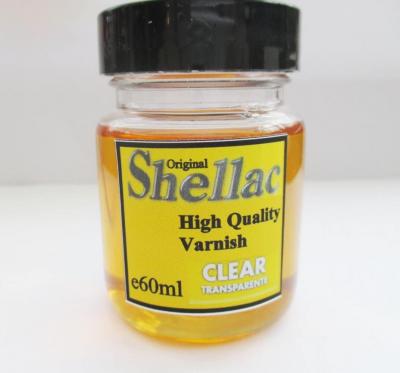 Original
Shellac
High Quality
Varnish
CLEAR
TRANSPARENTE
e60ml